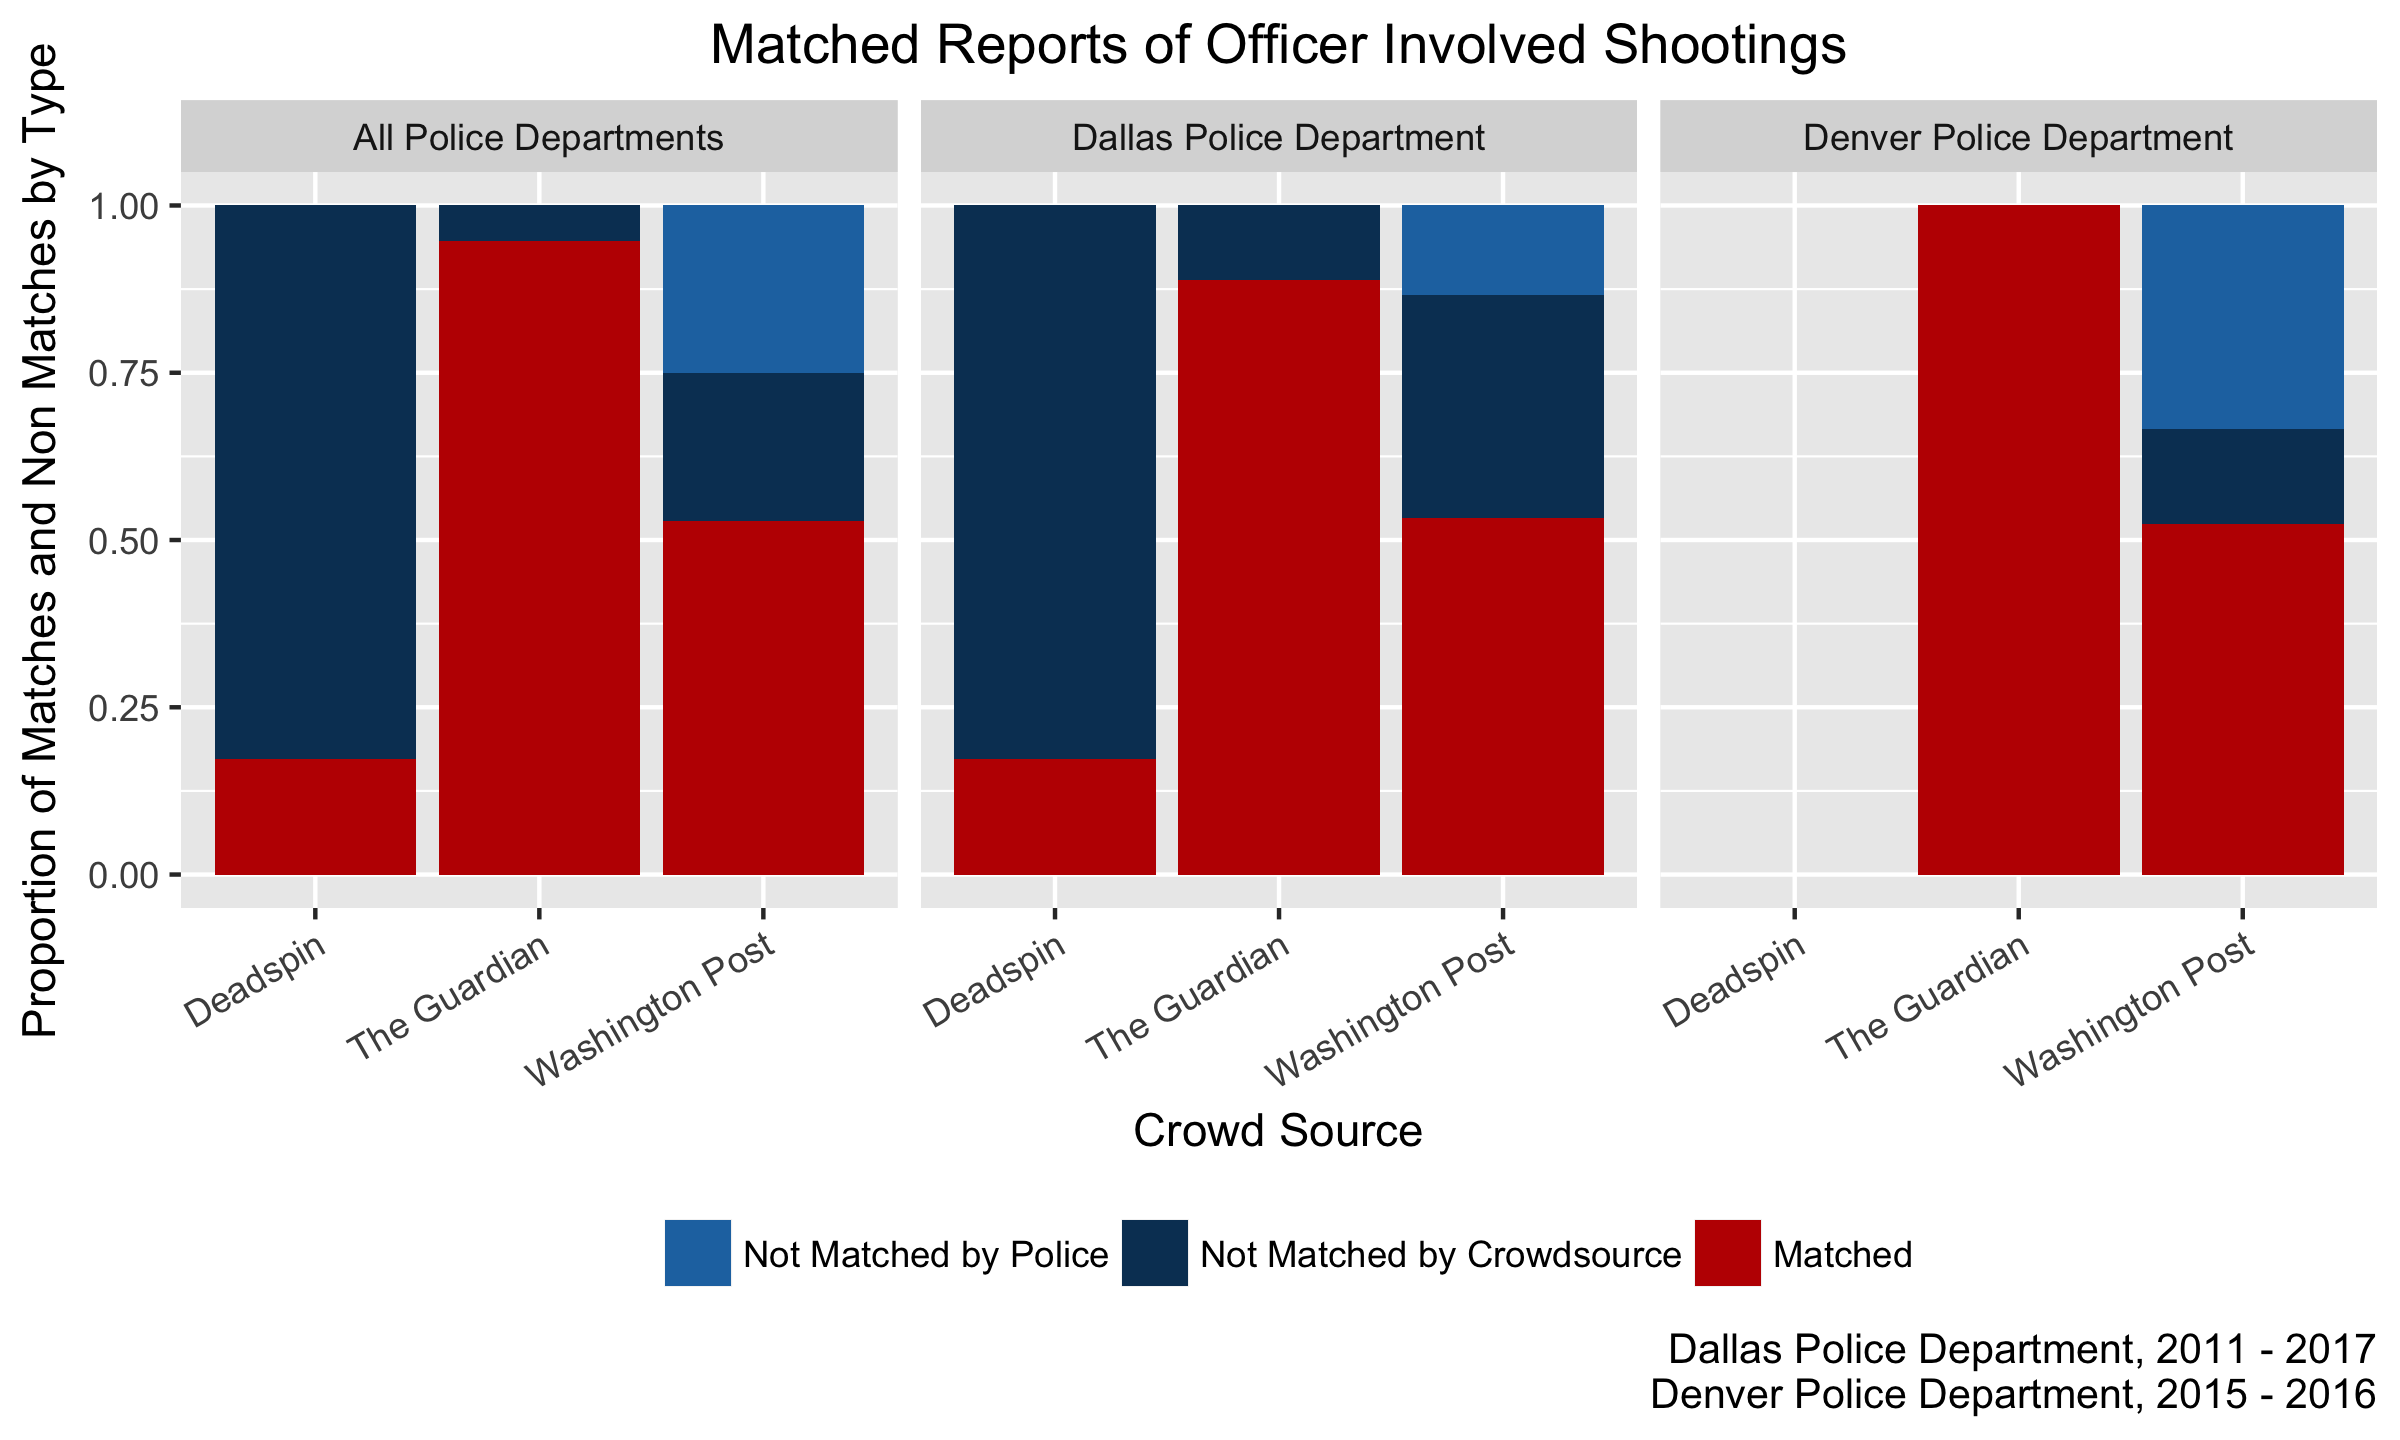 Matched Reports of Officer Involved Shootings
Proportion of Matches and Non Matches by Type
All Police Departments
Dallas Police Department
Denver Police Department
1.00
0.75
0.50
0.25
0.00
Deadspin
The Guardian
Washington Post
Deadspin
The Guardian
Washington Post
Deadspin
The Guardian
Washington Post
Crowd Source
Not Matched by Police
Not Matched by Crowdsource
Matched
Dallas Police Department, 2011 - 2017
Denver Police Department, 2015 - 2016